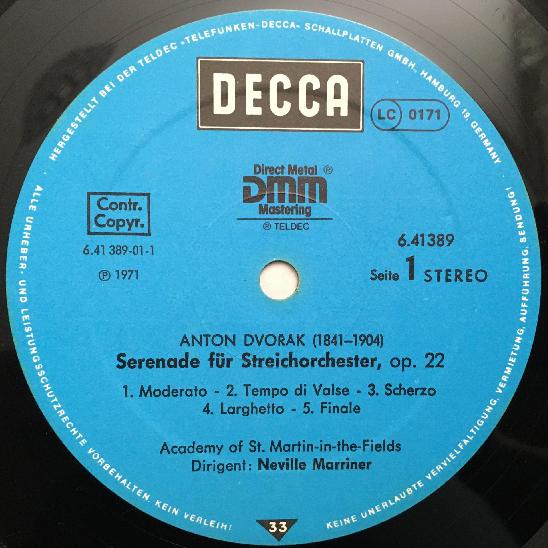 HERGESTELLT BEI DER TELDEC »TELEFUNKEN-DECCA« SCHALLPLATTEN GMBH, HAMBURG 19, GERMANY
DECCA
LC 0171
Direct Metal ℗
DMM
Mastering
℗ TELDEC
Contr.
Copyr.
6.41 389-01-1
℗ 1971
6.41389
Seite 1 STEREO
ANTON DVOŘAK (1841–1904)
Serenade für Streichorchester, op. 22
1. Moderato - 2. Tempo di Valse - 3. Scherzo
4. Larghetto - 5. Finale
Academy of St. Martin-in-the-Fields
Dirigent: Neville Marriner
33
ALLE URHEBER- UND LEISTUNGSSCHUTZRECHTE VORBEHALTEN. KEIN VERLEIH!
KEINE UNERLAUBTE VERVIELFÄLTIGUNG, VERMIETUNG, AUFFÜHRUNG, SENDUNG!